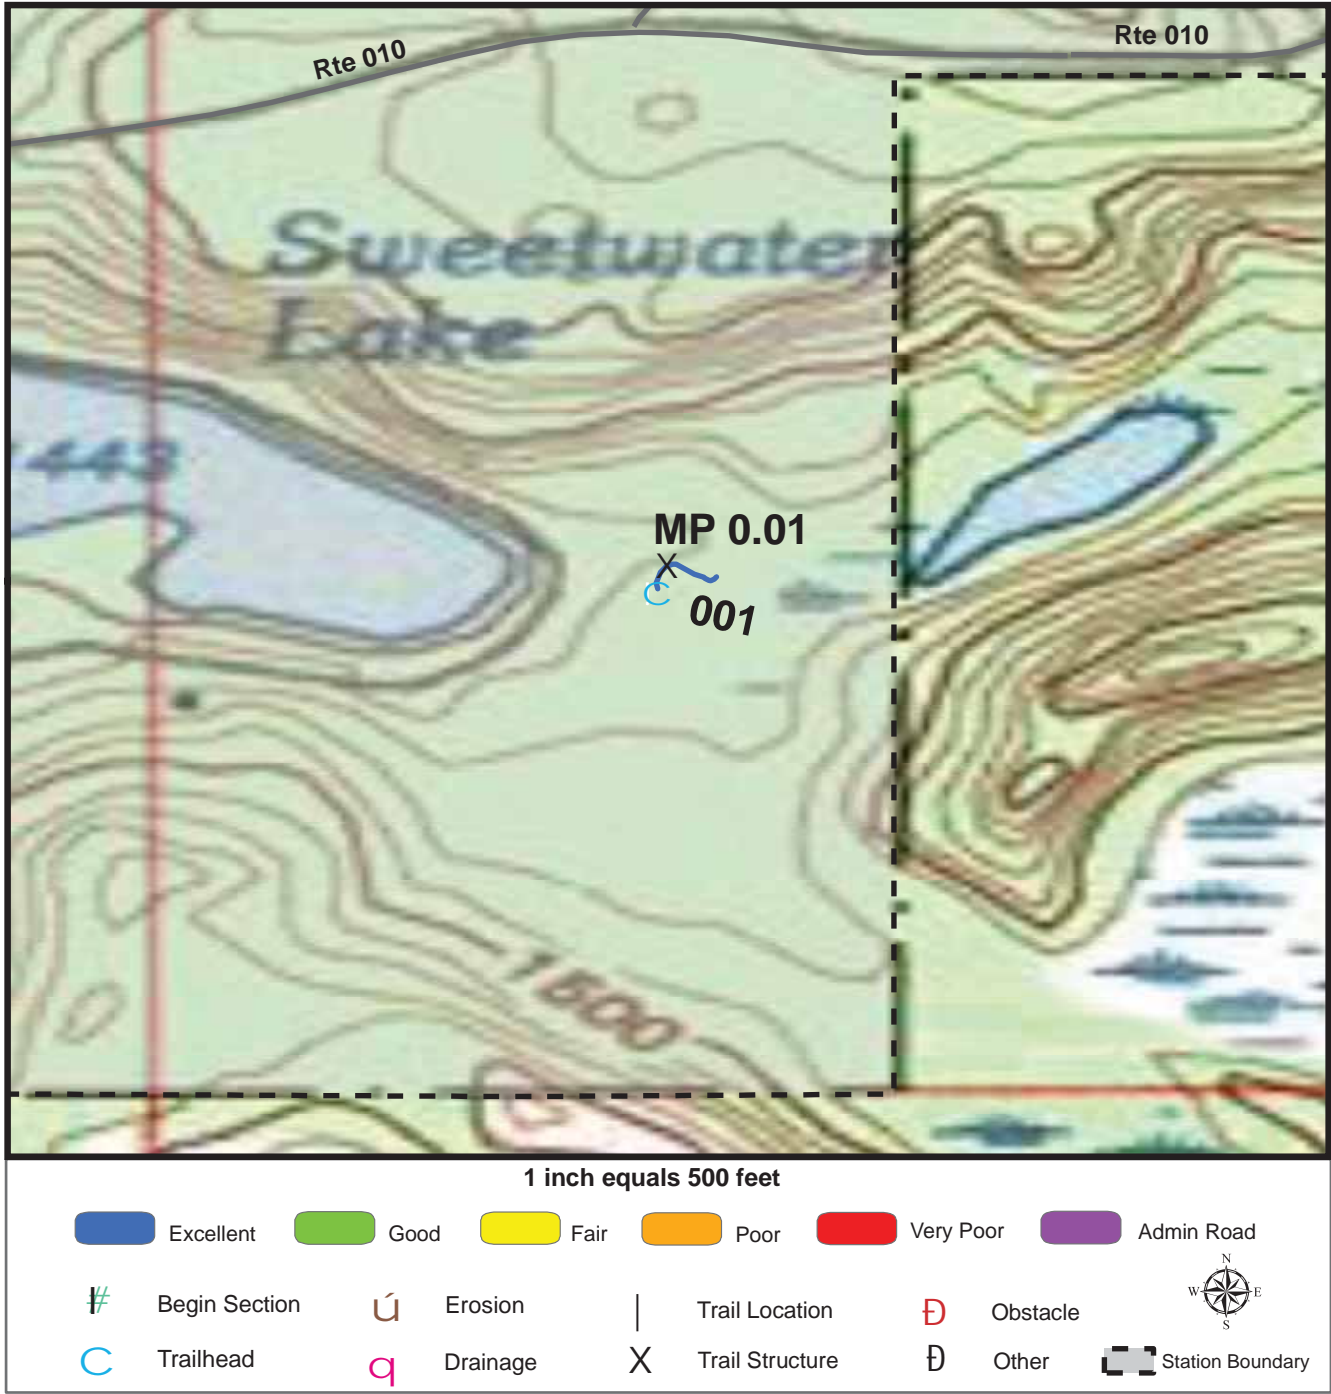 Rte 010
Rte 010
Sweetwater
Lake
1443
MP 0.01
X
C
001
1500
1 inch equals 500 feet
Excellent Good Fair Poor Very Poor Admin Road
N
W E
S
# Begin Section ú Erosion | Trail Location Ð Obstacle
C Trailhead q Drainage X Trail Structure Đ Other Station Boundary